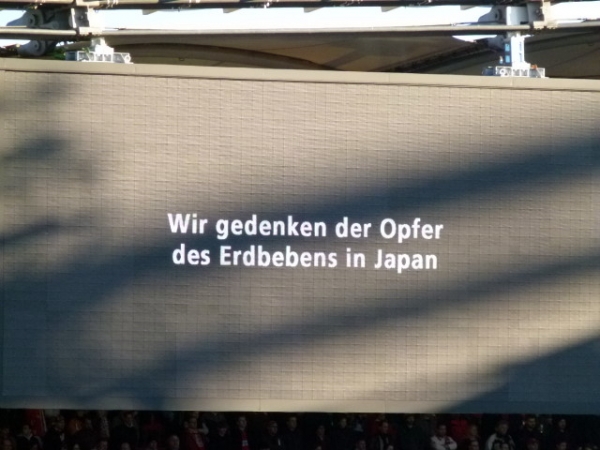 Wir gedenken der Opfer
des Erdbebens in Japan